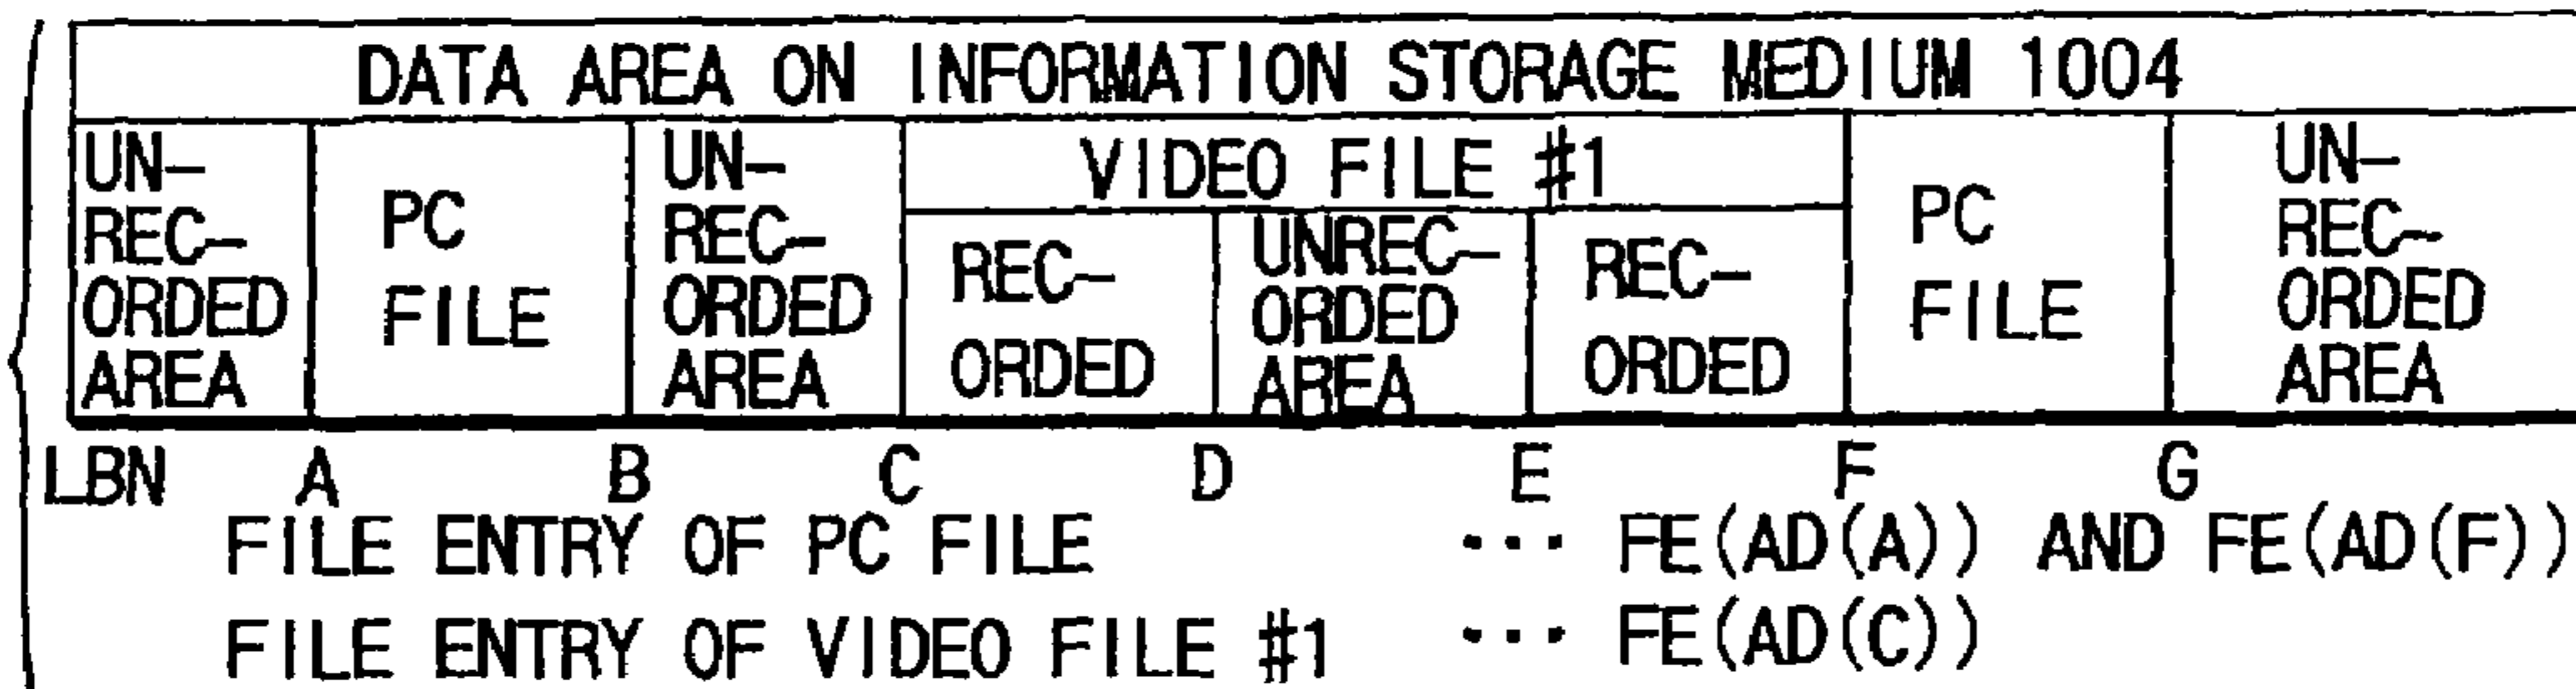 DATA AREA ON INFORMATION STORAGE MEDIUM 1004
UN-
REC-
ORDED
AREA
PC
FILE
UN-
REC-
ORDED
AREA
VIDEO FILE #1
REC-
ORDED
UNREC-
ORDED
AREA
REC-
ORDED
PC
FILE
UN-
REC-
ORDED
AREA
LBN A B C D E F G
FILE ENTRY OF PC FILE ··· FE(AD(A)) AND FE(AD(F))
FILE ENTRY OF VIDEO FILE #1 ··· FE(AD(C))